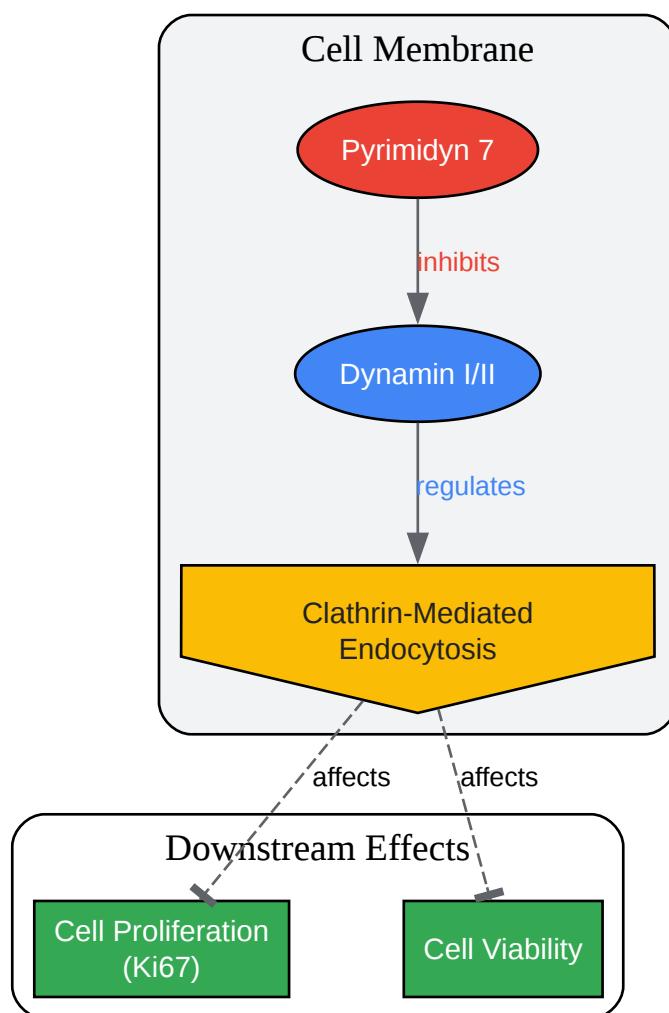 Cell Membrane
Pyrimidyn 7
inhibits
Dynamin I/II
regulates
Clathrin-Mediated
Endocytosis
affects
affects
Downstream Effects
Cell Proliferation
(Ki67)
Cell Viability